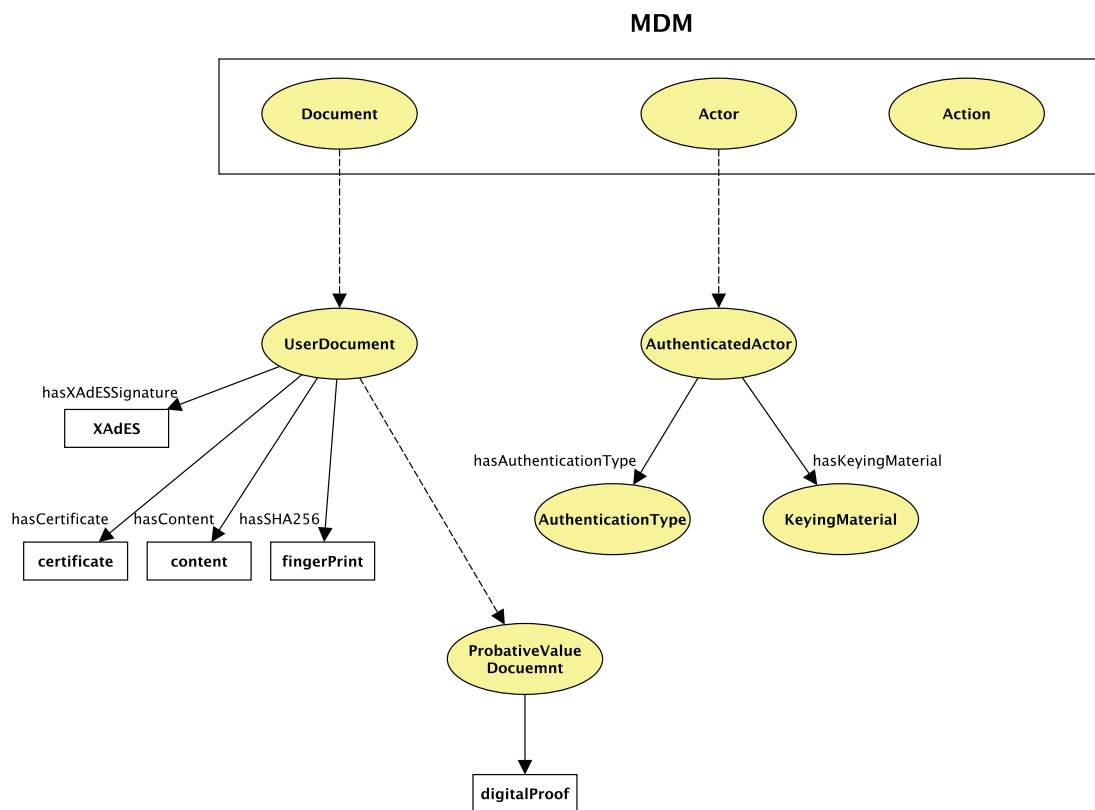 MDM
Document
Actor
Action
UserDocument
AuthenticatedActor
hasXAdESSignature
XAdES
hasAuthenticationType
hasKeyingMaterial
hasCertificate
hasContent
hasSHA256
AuthenticationType
KeyingMaterial
certificate
content
fingerPrint
ProbativeValue
Docuemnt
digitalProof